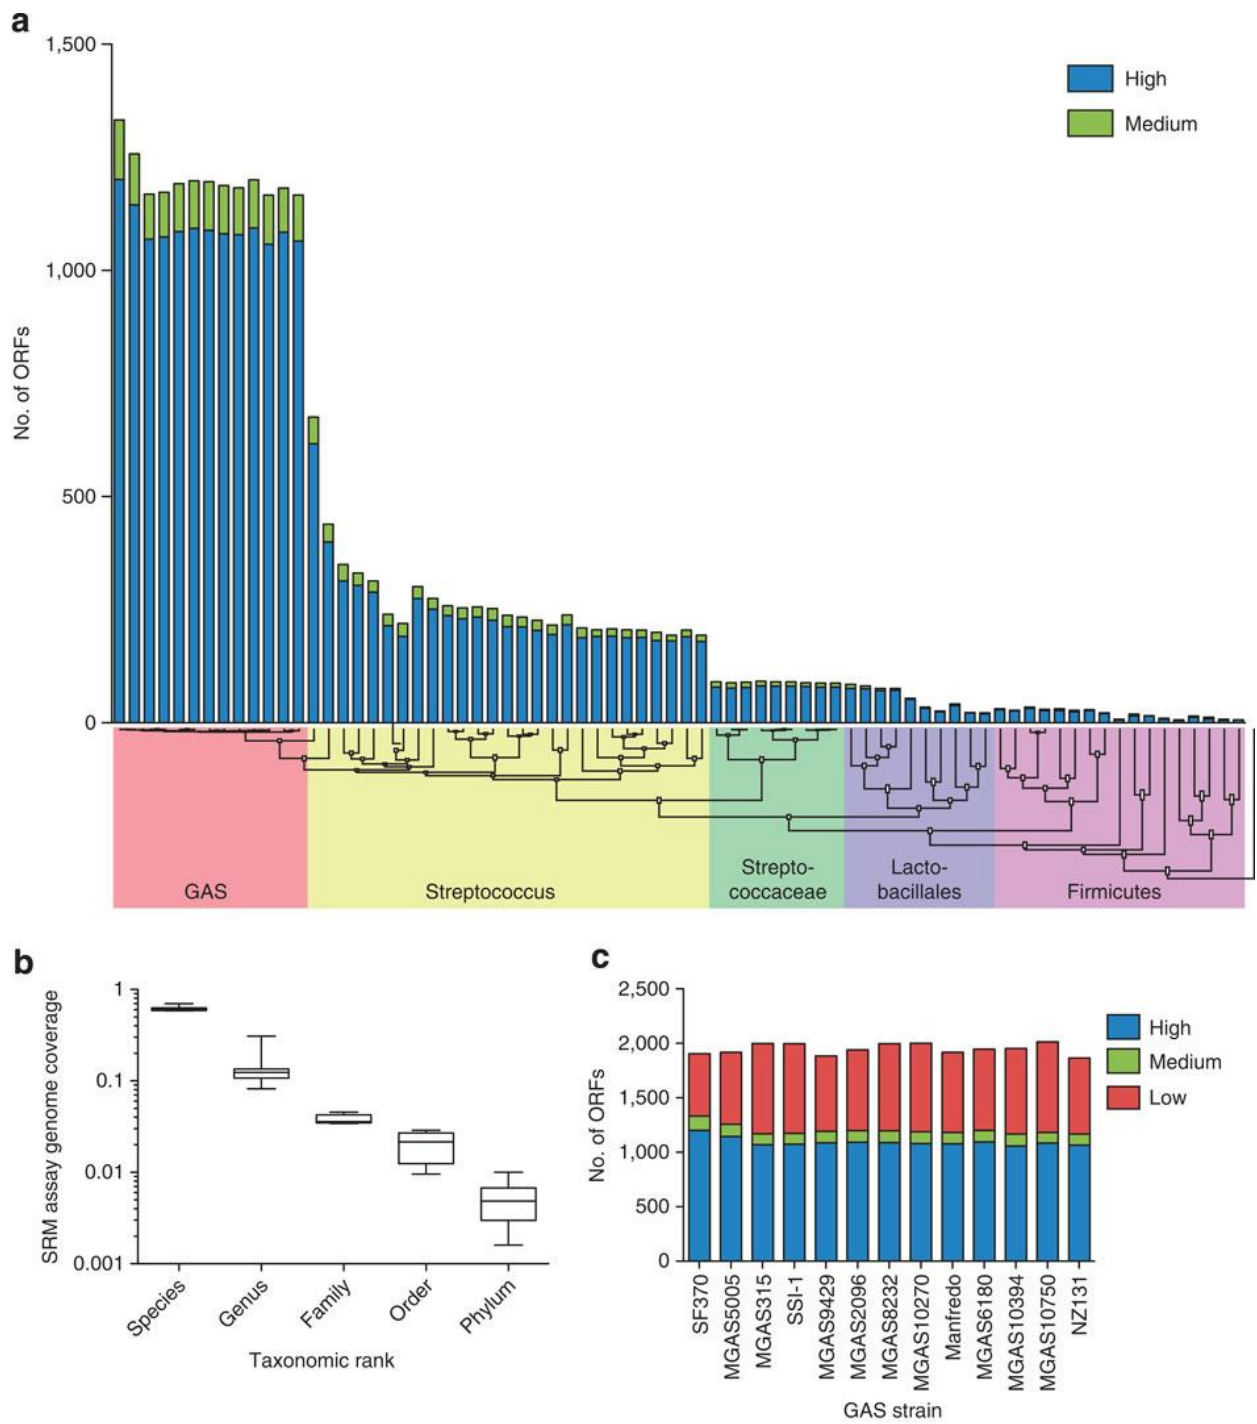 a
1,500
1,000
500
0
No. of ORFs
High
Medium
GAS
Streptococcus
Strepto-
coccaceae
Lacto-
bacillales
Firmicutes
b
SRM assay genome coverage
1
0.1
0.01
0.001
Species
Genus
Family
Order
Phylum
Taxonomic rank
c
No. of ORFs
2,500
2,000
1,500
1,000
500
0
High
Medium
Low
SF370
MGAS5005
MGAS315
SSI-1
MGAS9429
MGAS2096
MGAS8232
MGAS10270
Manfredo
MGAS6180
MGAS10394
MGAS10750
NZ131
GAS strain